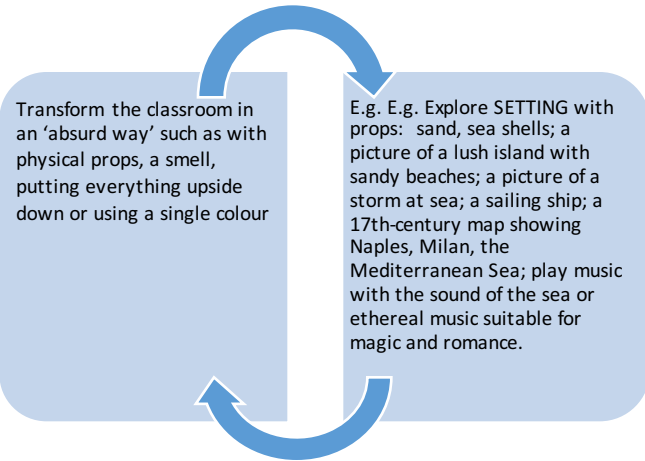 Transform the classroom in
an ‘absurd way’ such as with
physical props, a smell,
putting everything upside
down or using a single colour
E.g. E.g. Explore SETTING with
props: sand, sea shells; a
picture of a lush island with
sandy beaches; a picture of a
storm at sea; a sailing ship; a
17th-century map showing
Naples, Milan, the
Mediterranean Sea; play music
with the sound of the sea or
ethereal music suitable for
magic and romance.